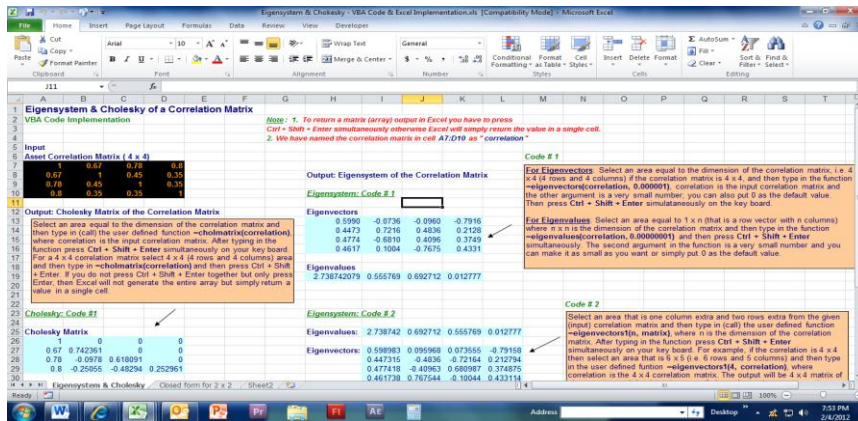 Eigensystem & Cholesky - VBA Code & Excel Implementation.xls [Compatibility Mode] - Microsoft Excel
File Home Insert Page Layout Formulas Data Review View Developer
Cut
Copy
Format Painter
Paste
Arial 10
Wrap Text
Merge & Center
General
Conditional Formatting
Format as Table
Cell Styles
Insert Delete Format
AutoSum
Fill
Clear
Sort & Filter
Find & Select
Clipboard Font Alignment Number Styles Cells Editing
J11 fx
A B C D E F G H I J K L M N O P Q R S T
Eigensystem & Cholesky of a Correlation Matrix
VBA Code Implementation
Note: 1. To return a matrix (array) output in Excel you have to press
Ctrl + Shift + Enter simultaneously otherwise Excel will simply return the value in a single cell.
2. We have named the correlation matrix in cell A7:D10 as "correlation"
Input
Asset Correlation Matrix ( 4 x 4)
1 0.67 0.78 0.8
0.67 1 0.45 0.35
0.78 0.45 1 0.35
0.8 0.35 0.35 1
Code # 1
For Eigenvectors: Select an area equal to the dimension of the correlation matrix, i.e. 4
x 4 (4 rows and 4 columns) if the correlation matrix is 4 x 4, and then type in the function
=eigenvectors(correlation, 0.000001), correlation is the input correlation matrix and
the other argument is a very small number; you can also put 0 as the default value.
Then press Ctrl + Shift + Enter simultaneously on the key board.
For Eigenvalues: Select an area equal to 1 x n (that is a row vector with n columns)
where n x n is the dimension of the correlation matrix and then type in the function
=eigenvalues(correlation, 0.00000001) and then press Ctrl + Shift + Enter
simultaneously. The second argument in the function is a very small number and you
can make it as small as you want or simply put 0 as the default value.
Output: Eigensystem of the Correlation Matrix
Eigensystem: Code # 1
Eigenvectors
0.5990 -0.0736 -0.0960 -0.7916
0.4473 0.7216 0.4836 0.2128
0.4774 -0.6810 0.4096 0.3749
0.4617 0.1004 -0.7675 0.4331
Eigenvalues
2.738742079 0.555769 0.692712 0.012777
Output: Cholesky Matrix of the Correlation Matrix
Select an area equal to the dimension of the correlation matrix and
then type in (call) the user defined function =cholmatrix(correlation),
where correlation is the input correlation matrix. After typing in the
function press Ctrl + Shift + Enter simultaneously on your key board.
For a 4 x 4 correlation matrix select 4 x 4 (4 rows and 4 columns) area
and then type in =cholmatrix(correlation) and then press Ctrl + Shift
+ Enter. If you do not press Ctrl + Shift + Enter together but only press
Enter, then Excel will not generate the entire array but simply return a
value in a single cell.
Cholesky: Code #1
Cholesky Matrix
1 0 0 0
0.67 0.742361 0 0
0.78 -0.0978 0.618091 0
0.8 -0.25055 -0.48294 0.252961
Eigensystem: Code # 2
Eigenvalues: 2.738742 0.692712 0.555769 0.012777
Eigenvectors: 0.598983 0.095968 0.073555 -0.79158
0.447315 -0.4836 -0.72164 0.212794
0.477418 -0.40963 0.680987 0.374875
0.461738 0.767544 -0.10044 0.433114
Code # 2
Select an area that is one column extra and two rows extra from the given
(input) correlation matrix and then type in (call) the user defined function
=eigenvectors1(n, matrix), where n is the dimension of the correlation
matrix. After typing in the function press Ctrl + Shift + Enter
simultaneously on your key board. For example, if the correlation is 4 x 4
then select an area that is 6 x 5 (i.e. 6 rows and 5 columns) and then type
in the user defined funtion =eigenvectors1(4, correlation), where
correlation is the 4 x 4 correlation matrix. The output will be 4 x 4 matrix of
Eigensystem & Cholesky Closed form for 2 x 2 Sheet2
Ready 100%
Address Desktop 7:53 PM
2/4/2012